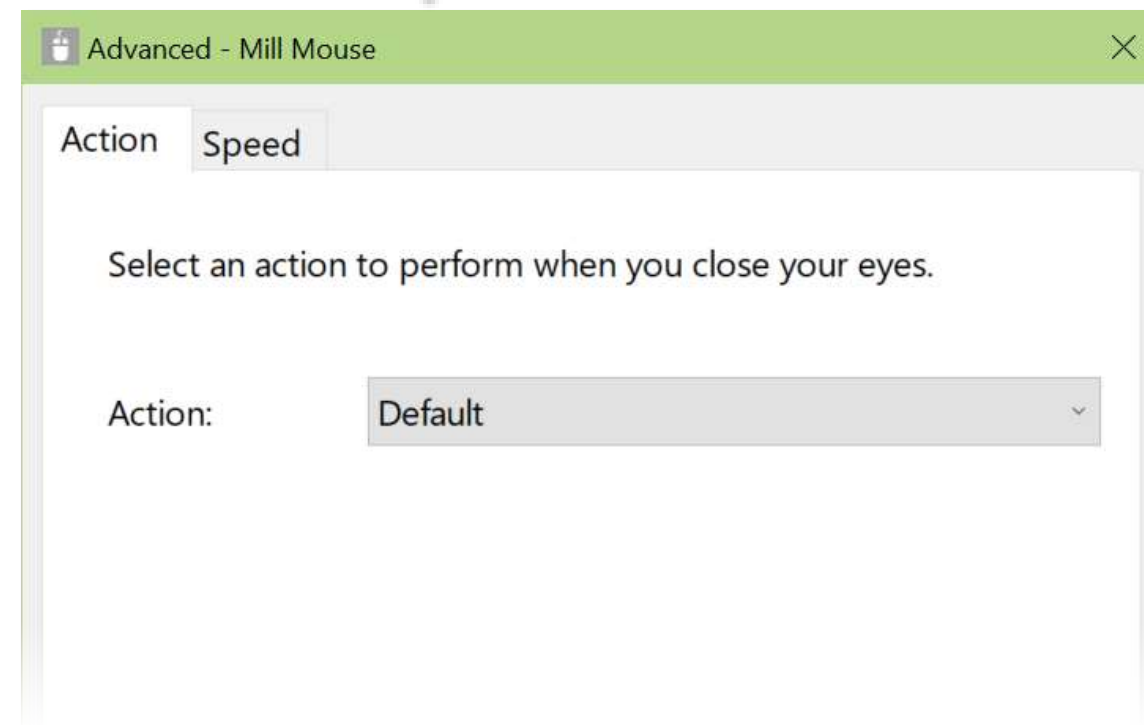 Advanced - Mill Mouse
Action Speed
Select an action to perform when you close your eyes.
Action: Default